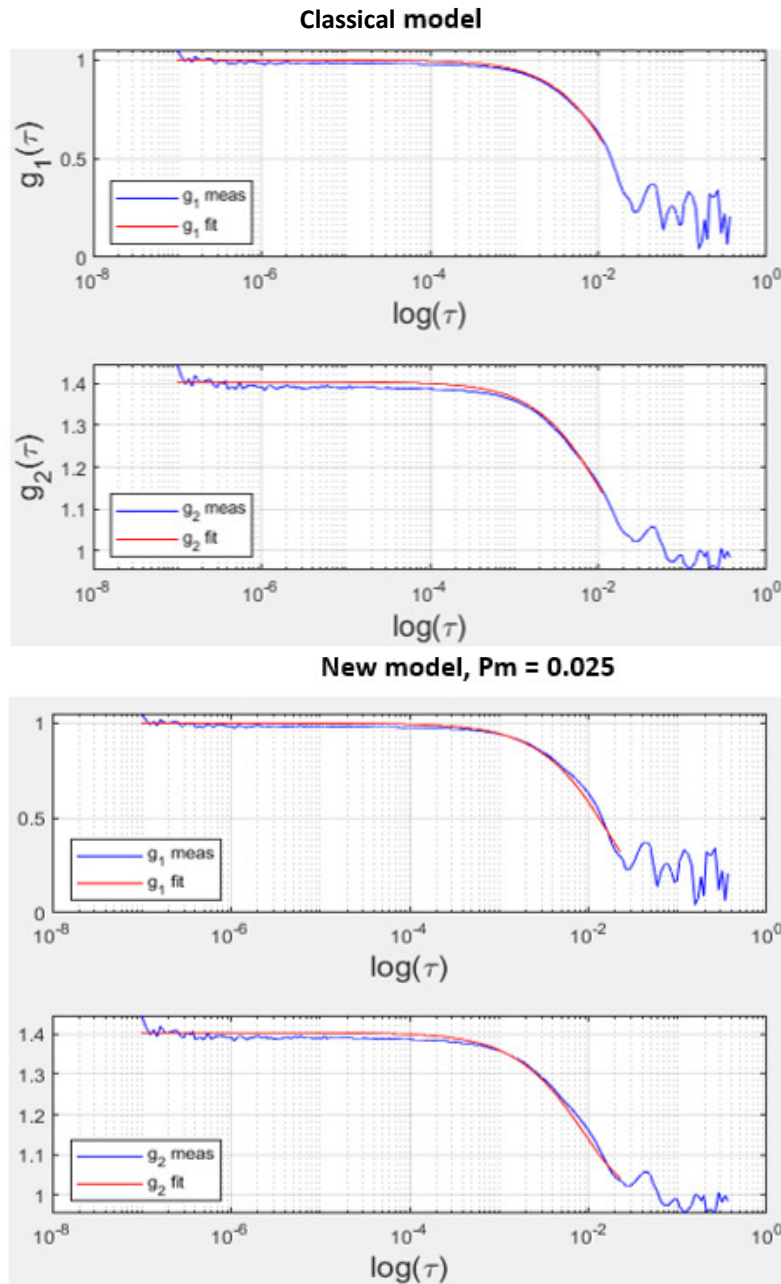 Classical model
g₁(τ)
1
0.5
0
g₁ meas
g₁ fit
10⁻⁸ 10⁻⁶ 10⁻⁴ 10⁻² 10⁰
log(τ)
g₂(τ)
1.4
1.3
1.2
1.1
1
g₂ meas
g₂ fit
10⁻⁸ 10⁻⁶ 10⁻⁴ 10⁻² 10⁰
log(τ)
New model, Pm = 0.025
1
0.5
0
g₁ meas
g₁ fit
10⁻⁸ 10⁻⁶ 10⁻⁴ 10⁻² 10⁰
log(τ)
1.4
1.3
1.2
1.1
1
g₂ meas
g₂ fit
10⁻⁸ 10⁻⁶ 10⁻⁴ 10⁻² 10⁰
log(τ)